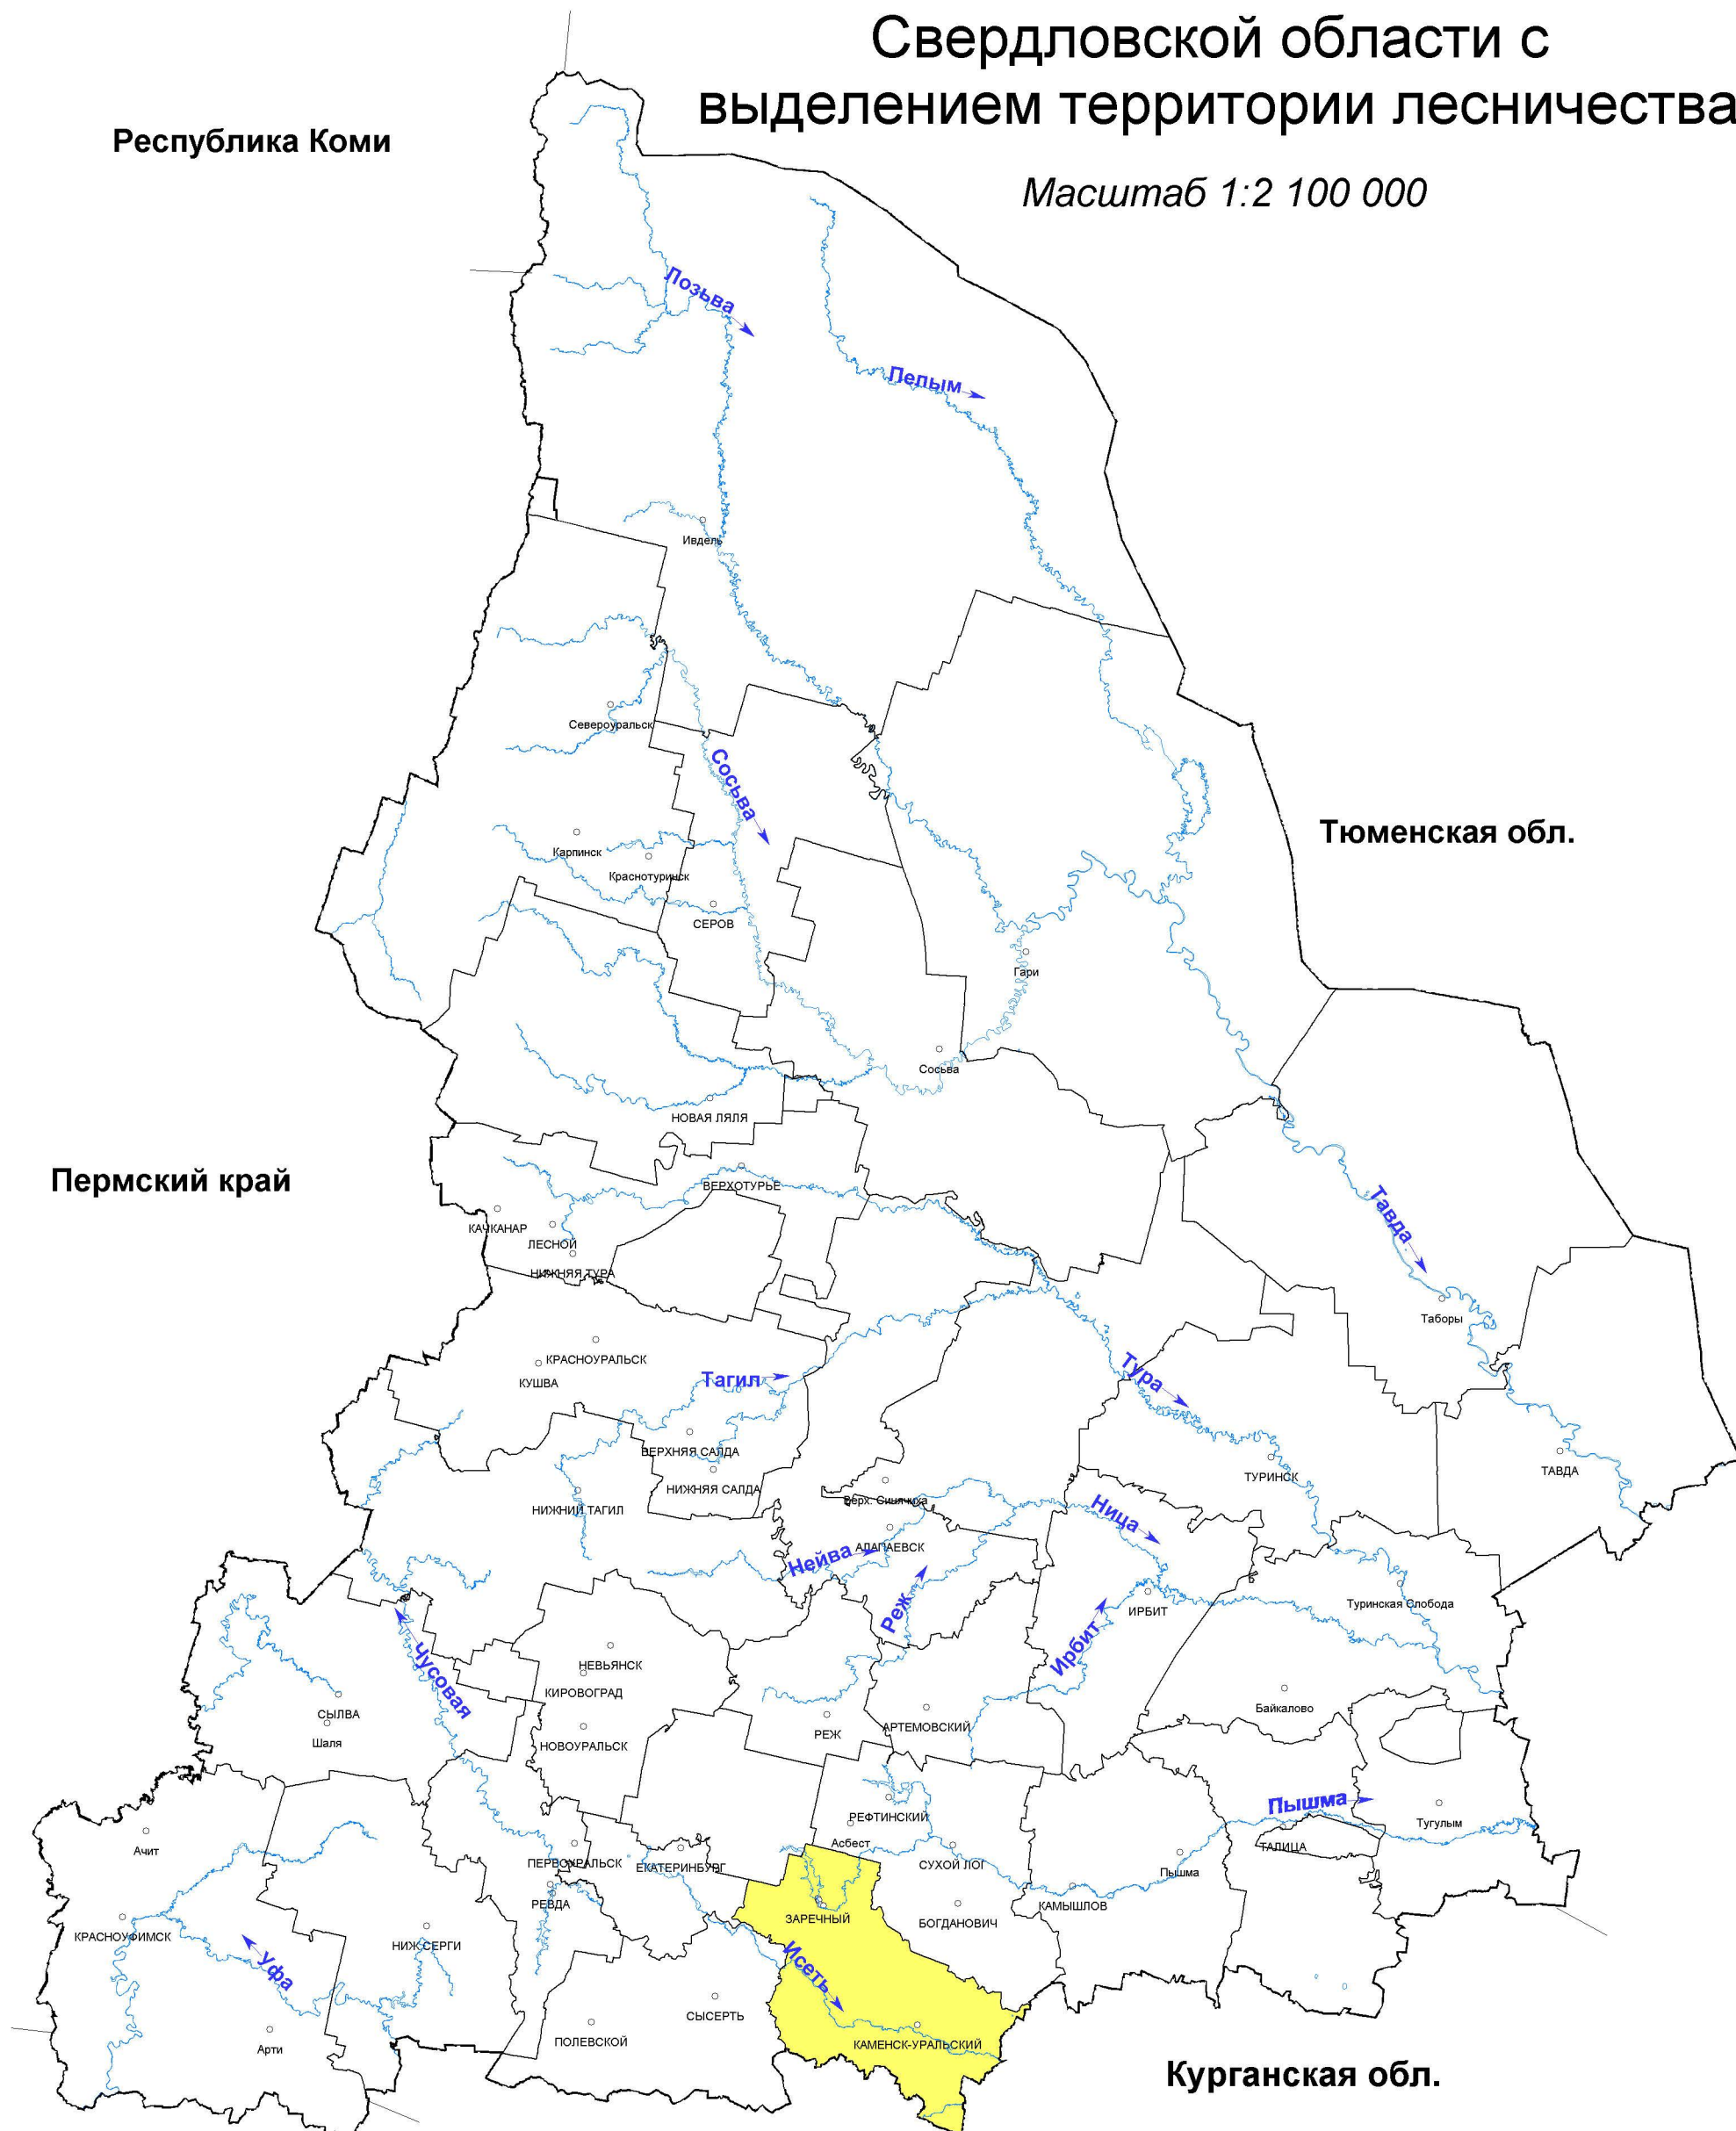 Свердловской области с
выделением территории лесничества
Масштаб 1:2 100 000
Республика Коми
Лозьва
Пелым
Ивдель
Североуральск
Сосьва
Тюменская обл.
Карпинск
Краснотуринск
СЕРОВ
Гари
Сосьва
НОВАЯ ЛЯЛЯ
Пермский край
ВЕРХОТУРЬЕ
КАЧКАНАР
ЛЕСНОЙ
НИЖНЯЯ ТУРА
Тавда
Таборы
КРАСНОУРАЛЬСК
КУШВА
Тагил
Тура
ВЕРХНЯЯ САЛДА
НИЖНЯЯ САЛДА
ТУРИНСК
ТАВДА
НИЖНИЙ ТАГИЛ
Верх. Синячиха
Ница
Нейва
АЛАПАЕВСК
Реж
Ирбит
ИРБИТ
Туринская Слобода
Чусовая
НЕВЬЯНСК
КИРОВОГРАД
СЫЛВА
Шаля
НОВОУРАЛЬСК
РЕЖ
АРТЕМОВСКИЙ
Байкалово
Пышма
Тугулым
РЕФТИНСКИЙ
Асбест
Ачит
ПЕРВОУРАЛЬСК
ЕКАТЕРИНБУРГ
СУХОЙ ЛОГ
Пышма
ТАЛИЦА
РЕВДА
ЗАРЕЧНЫЙ
БОГДАНОВИЧ
КАМЫШЛОВ
КРАСНОУФИМСК
НИЖ.СЕРГИ
Уфа
Исеть
СЫСЕРТЬ
ПОЛЕВСКОЙ
КАМЕНСК-УРАЛЬСКИЙ
Арти
Курганская обл.